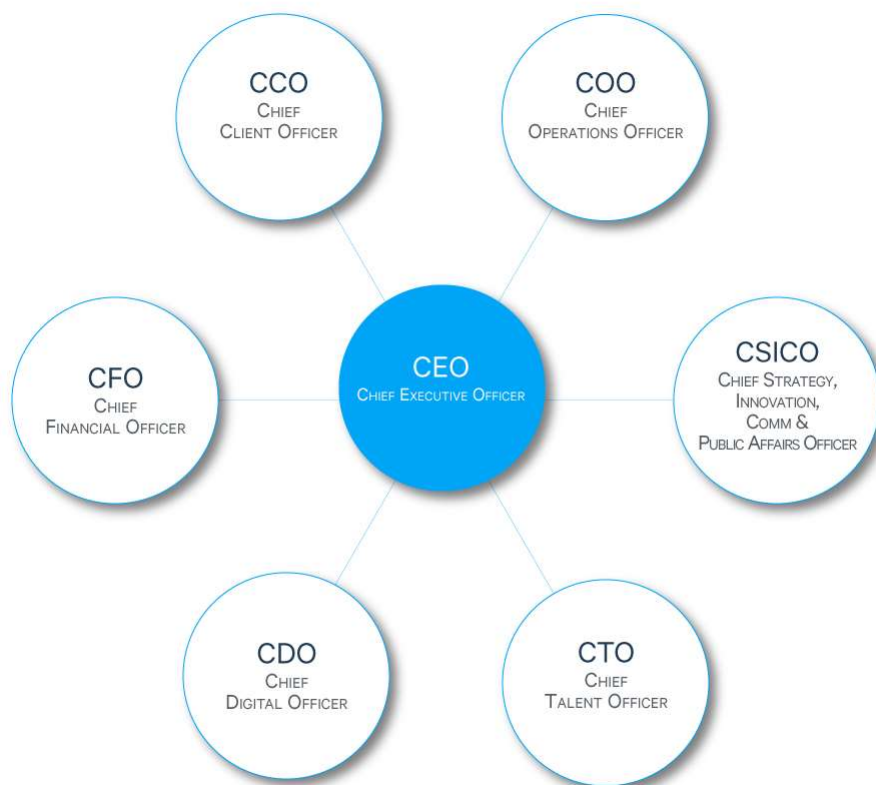 CCO
CHIEF
CLIENT OFFICER
COO
CHIEF
OPERATIONS OFFICER
CFO
CHIEF
FINANCIAL OFFICER
CEO
CHIEF EXECUTIVE OFFICER
CSICO
CHIEF STRATEGY,
INNOVATION,
COMM &
PUBLIC AFFAIRS OFFICER
CDO
CHIEF
DIGITAL OFFICER
CTO
CHIEF
TALENT OFFICER